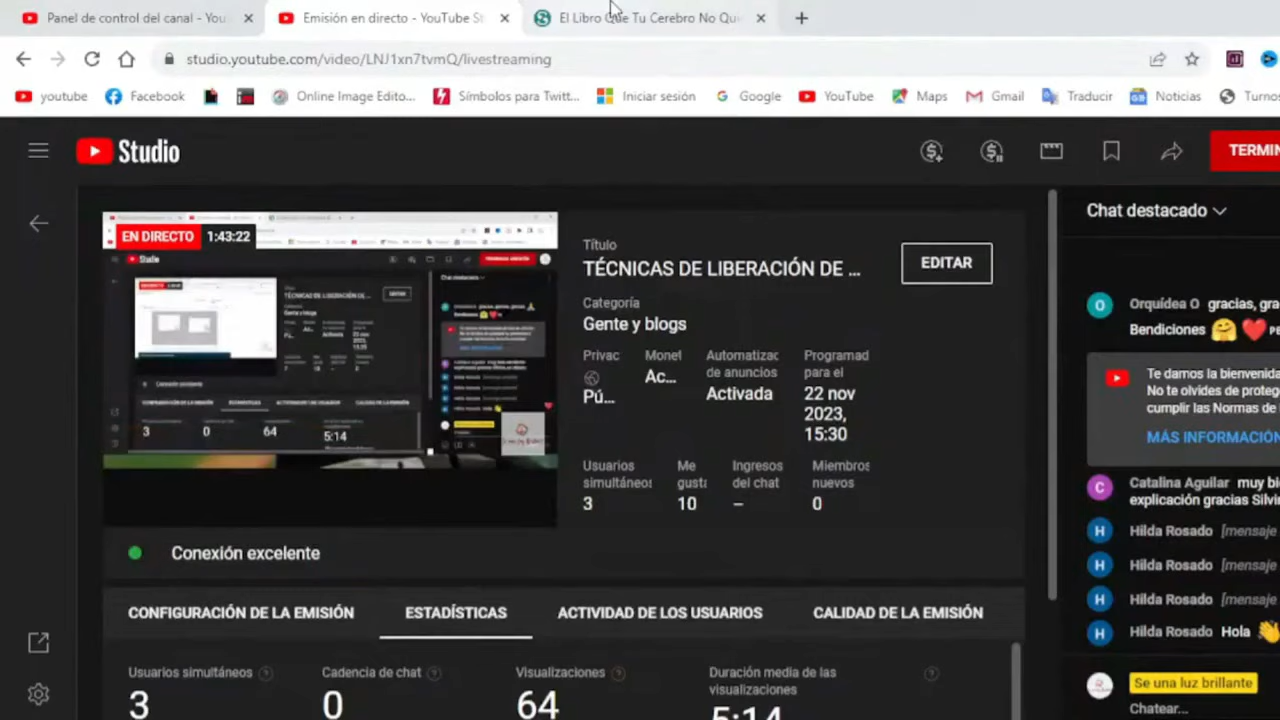 Panel de control del canal - You
Emisión en directo - YouTube St
El Libro Que Tu Cerebro No Qui
studio.youtube.com/video/LNJ1xn7tvmQ/livestreaming
youtube
Facebook
Online Image Edito...
Símbolos para Twitt...
Iniciar sesión
Google
YouTube
Maps
Gmail
Traducir
Noticias
Turnos
Studio
TERMIN
EN DIRECTO 1:43:22
Título
TÉCNICAS DE LIBERACIÓN DE ...
EDITAR
Categoría
Gente y blogs
Privac
Pú...
Monet
Ac...
Automatizac
de anuncios
Activada
Programad
para el
22 nov
2023,
15:30
Usuarios
simultáneos
3
Me
gusta
10
Ingresos
del chat
–
Miembros
nuevos
0
Conexión excelente
CONFIGURACIÓN DE LA EMISIÓN
ESTADÍSTICAS
ACTIVIDAD DE LOS USUARIOS
CALIDAD DE LA EMISIÓN
Usuarios simultáneos
3
Cadencia de chat
0
Visualizaciones
64
Duración media de las
visualizaciones
5:14
Chat destacado
Orquídea O gracias, gra
Bendiciones
Te damos la bienvenida
No te olvides de proteg
cumplir las Normas de
MÁS INFORMACIÓN
Catalina Aguilar muy bie
explicación gracias Silvi
Hilda Rosado [mensaje
Hilda Rosado [mensaje
Hilda Rosado [mensaje
Hilda Rosado Hola
Se una luz brillante
Chatear...